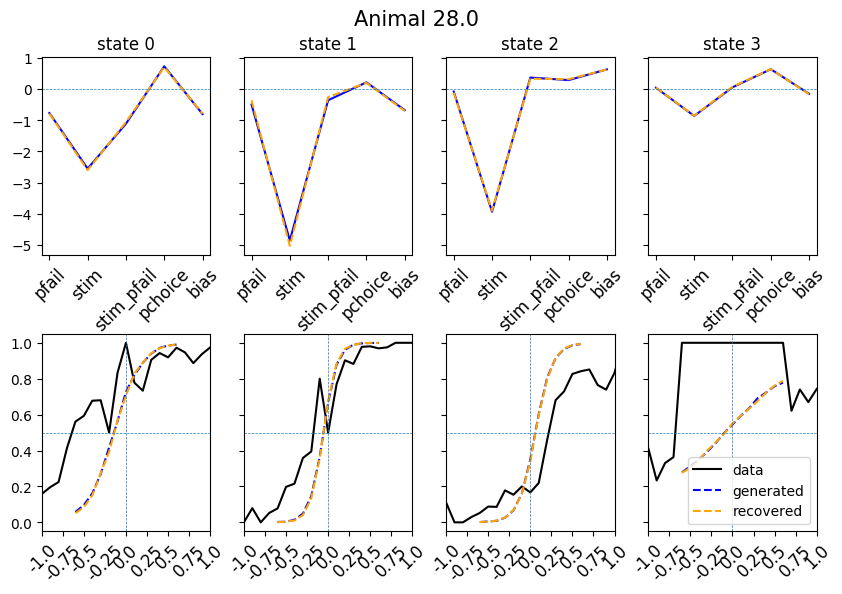 Animal 28.0
state 0 state 1 state 2 state 3
1
0
−1
−2
−3
−4
−5
pfail stim stim_pfail pchoice bias pfail stim stim_pfail pchoice bias pfail stim stim_pfail pchoice bias pfail stim stim_pfail pchoice bias
1.0
0.8
0.6
0.4
0.2
0.0
data
generated
recovered
-1.0 -0.75 -0.5 -0.25 0.0 0.25 0.5 0.75 1.0 -1.0 -0.75 -0.5 -0.25 0.0 0.25 0.5 0.75 1.0 -1.0 -0.75 -0.5 -0.25 0.0 0.25 0.5 0.75 1.0 -1.0 -0.75 -0.5 -0.25 0.0 0.25 0.5 0.75 1.0